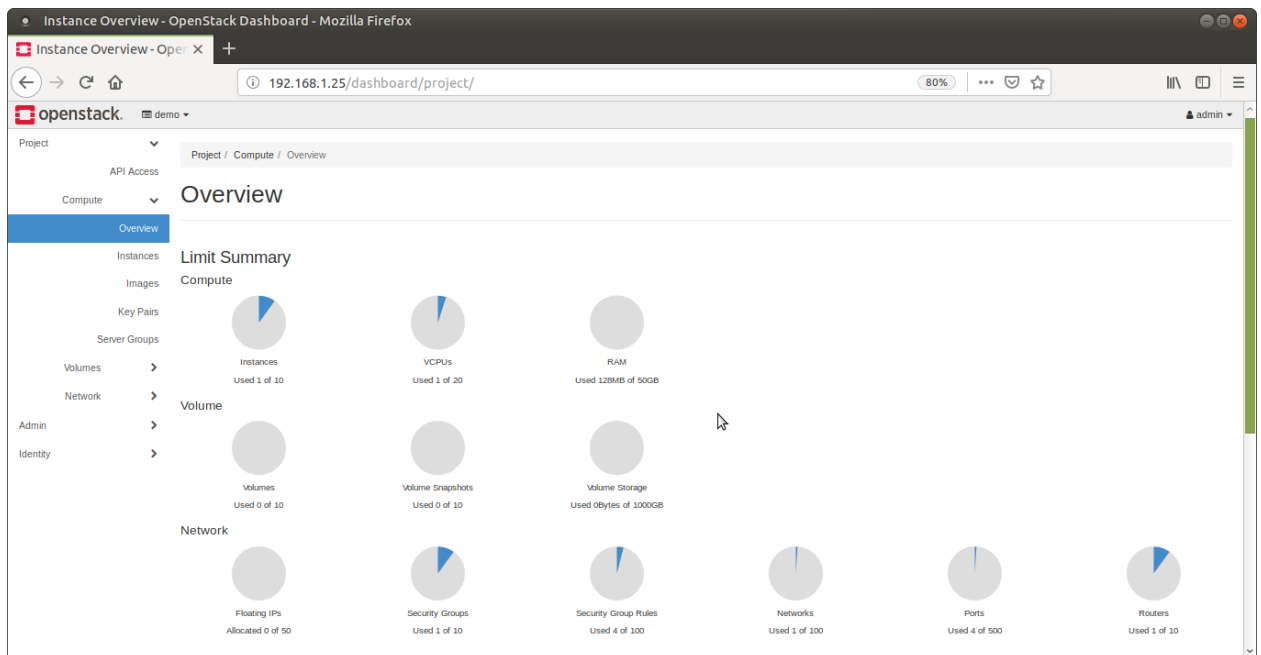 Instance Overview - OpenStack Dashboard - Mozilla Firefox
Instance Overview - Ope
192.168.1.25/dashboard/project/
80%
openstack.
demo
admin
Project
API Access
Compute
Overview
Instances
Images
Key Pairs
Server Groups
Volumes
Network
Admin
Identity
Project / Compute / Overview
Overview
Limit Summary
Compute
Instances
Used 1 of 10
VCPUs
Used 1 of 20
RAM
Used 128MB of 50GB
Volume
Volumes
Used 0 of 10
Volume Snapshots
Used 0 of 10
Volume Storage
Used 0Bytes of 1000GB
Network
Floating IPs
Allocated 0 of 50
Security Groups
Used 1 of 10
Security Group Rules
Used 4 of 100
Networks
Used 1 of 100
Ports
Used 4 of 500
Routers
Used 1 of 10